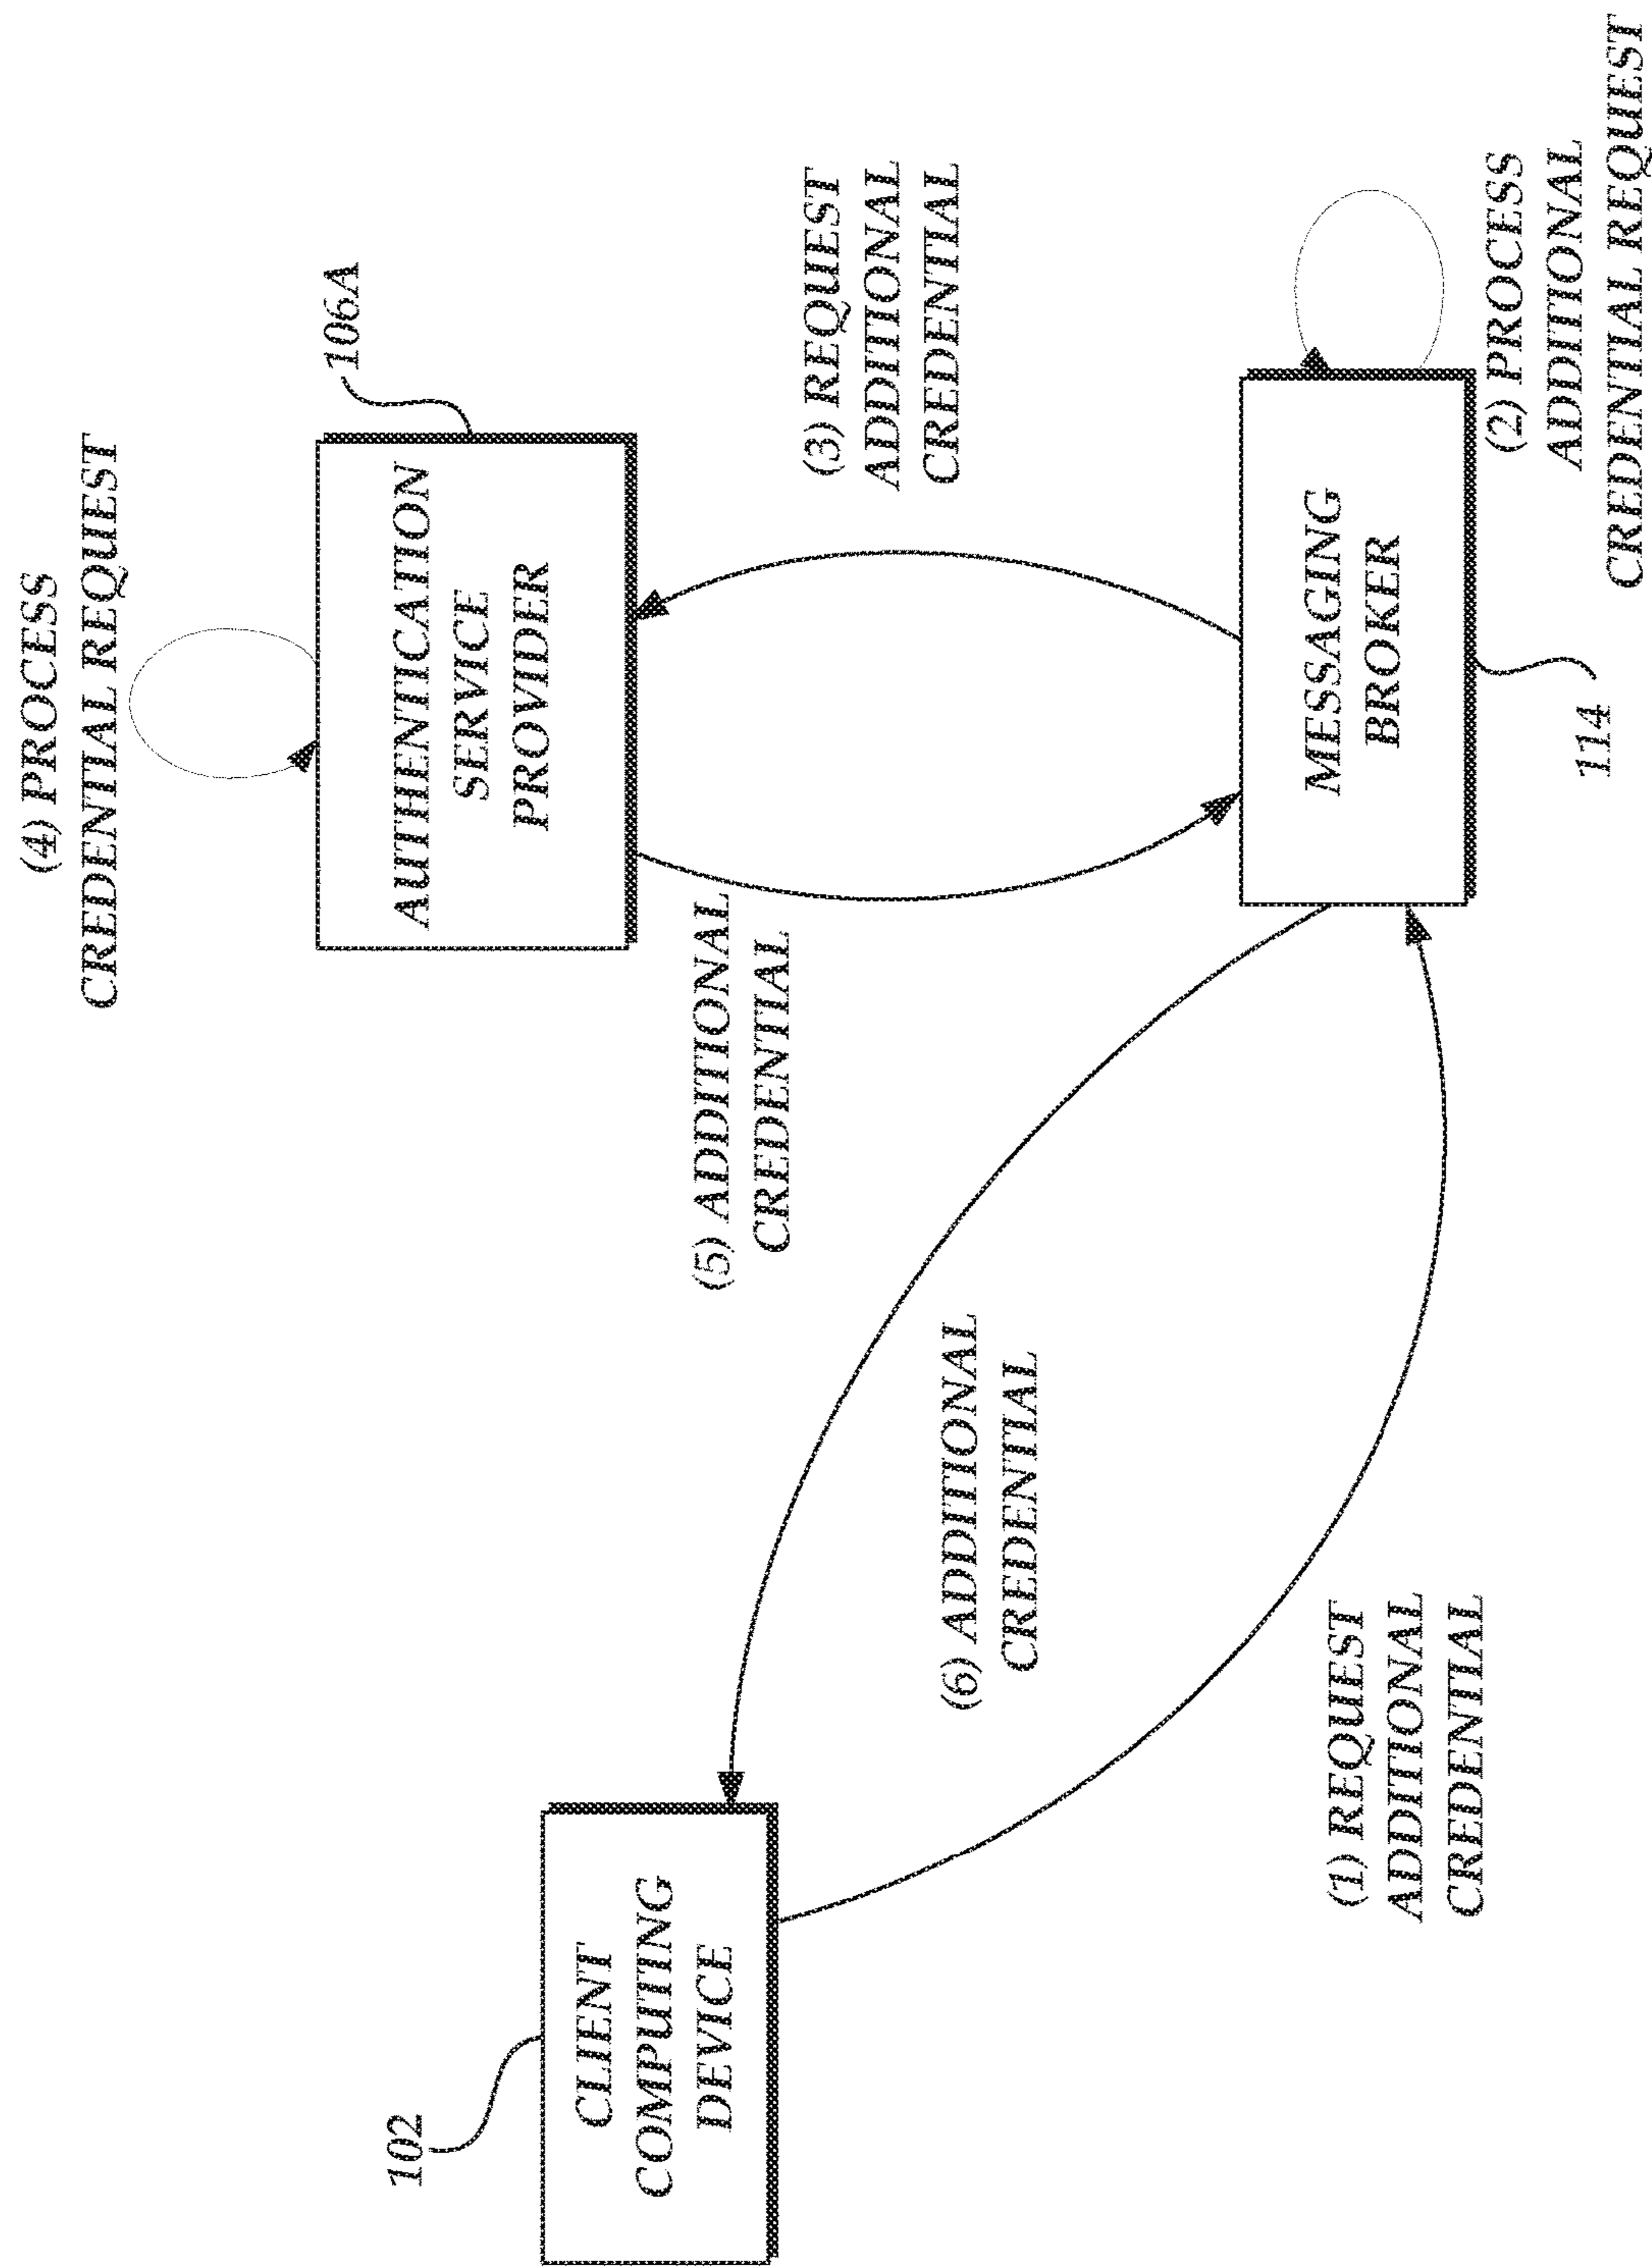 (4) PROCESS
CREDENTIAL REQUEST
106A
AUTHENTICATION
SERVICE
PROVIDER
(3) REQUEST
ADDITIONAL
CREDENTIAL
(5) ADDITIONAL
CREDENTIAL
102
CLIENT
COMPUTING
DEVICE
(6) ADDITIONAL
CREDENTIAL
(1) REQUEST
ADDITIONAL
CREDENTIAL
MESSAGING
BROKER
114
(2) PROCESS
ADDITIONAL
CREDENTIAL REQUEST